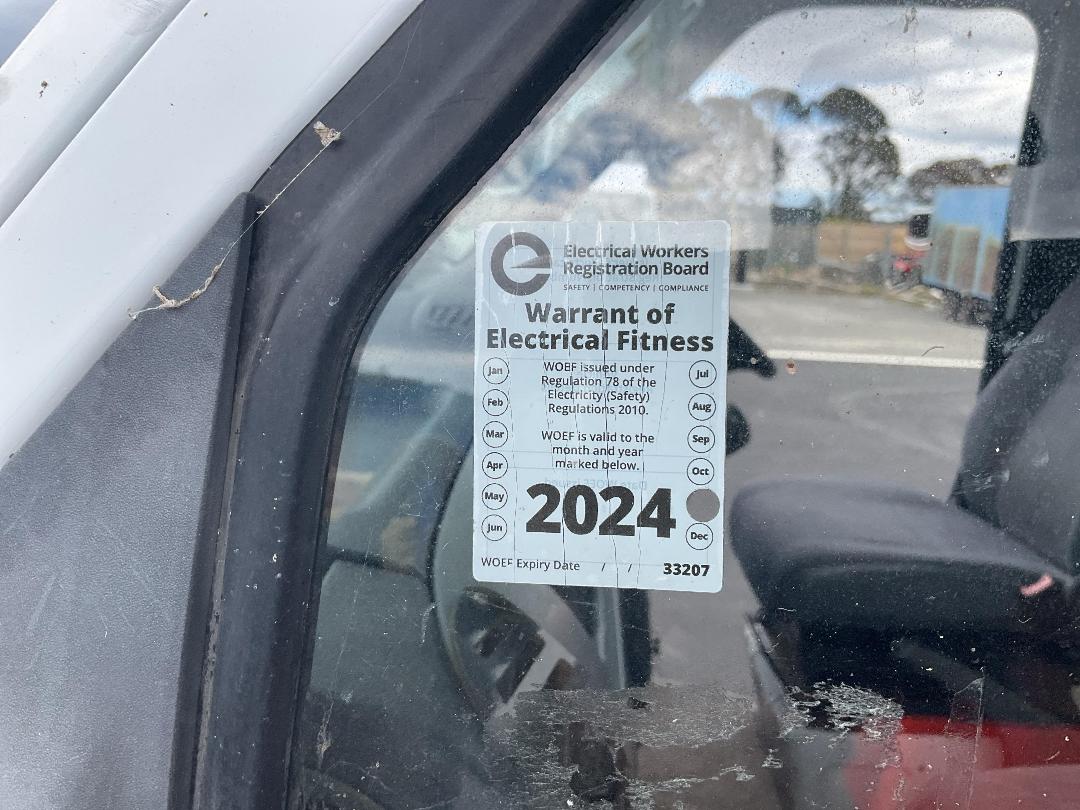 Electrical Workers
Registration Board
SAFETY | COMPETENCY | COMPLIANCE
Warrant of
Electrical Fitness
WOEF issued under
Regulation 78 of the
Electricity (Safety)
Regulations 2010.
WOEF is valid to the
month and year
marked below.
Jan
Feb
Mar
Apr
May
Jun
Jul
Aug
Sep
Oct
Dec
2024
WOEF Expiry Date / / 33207